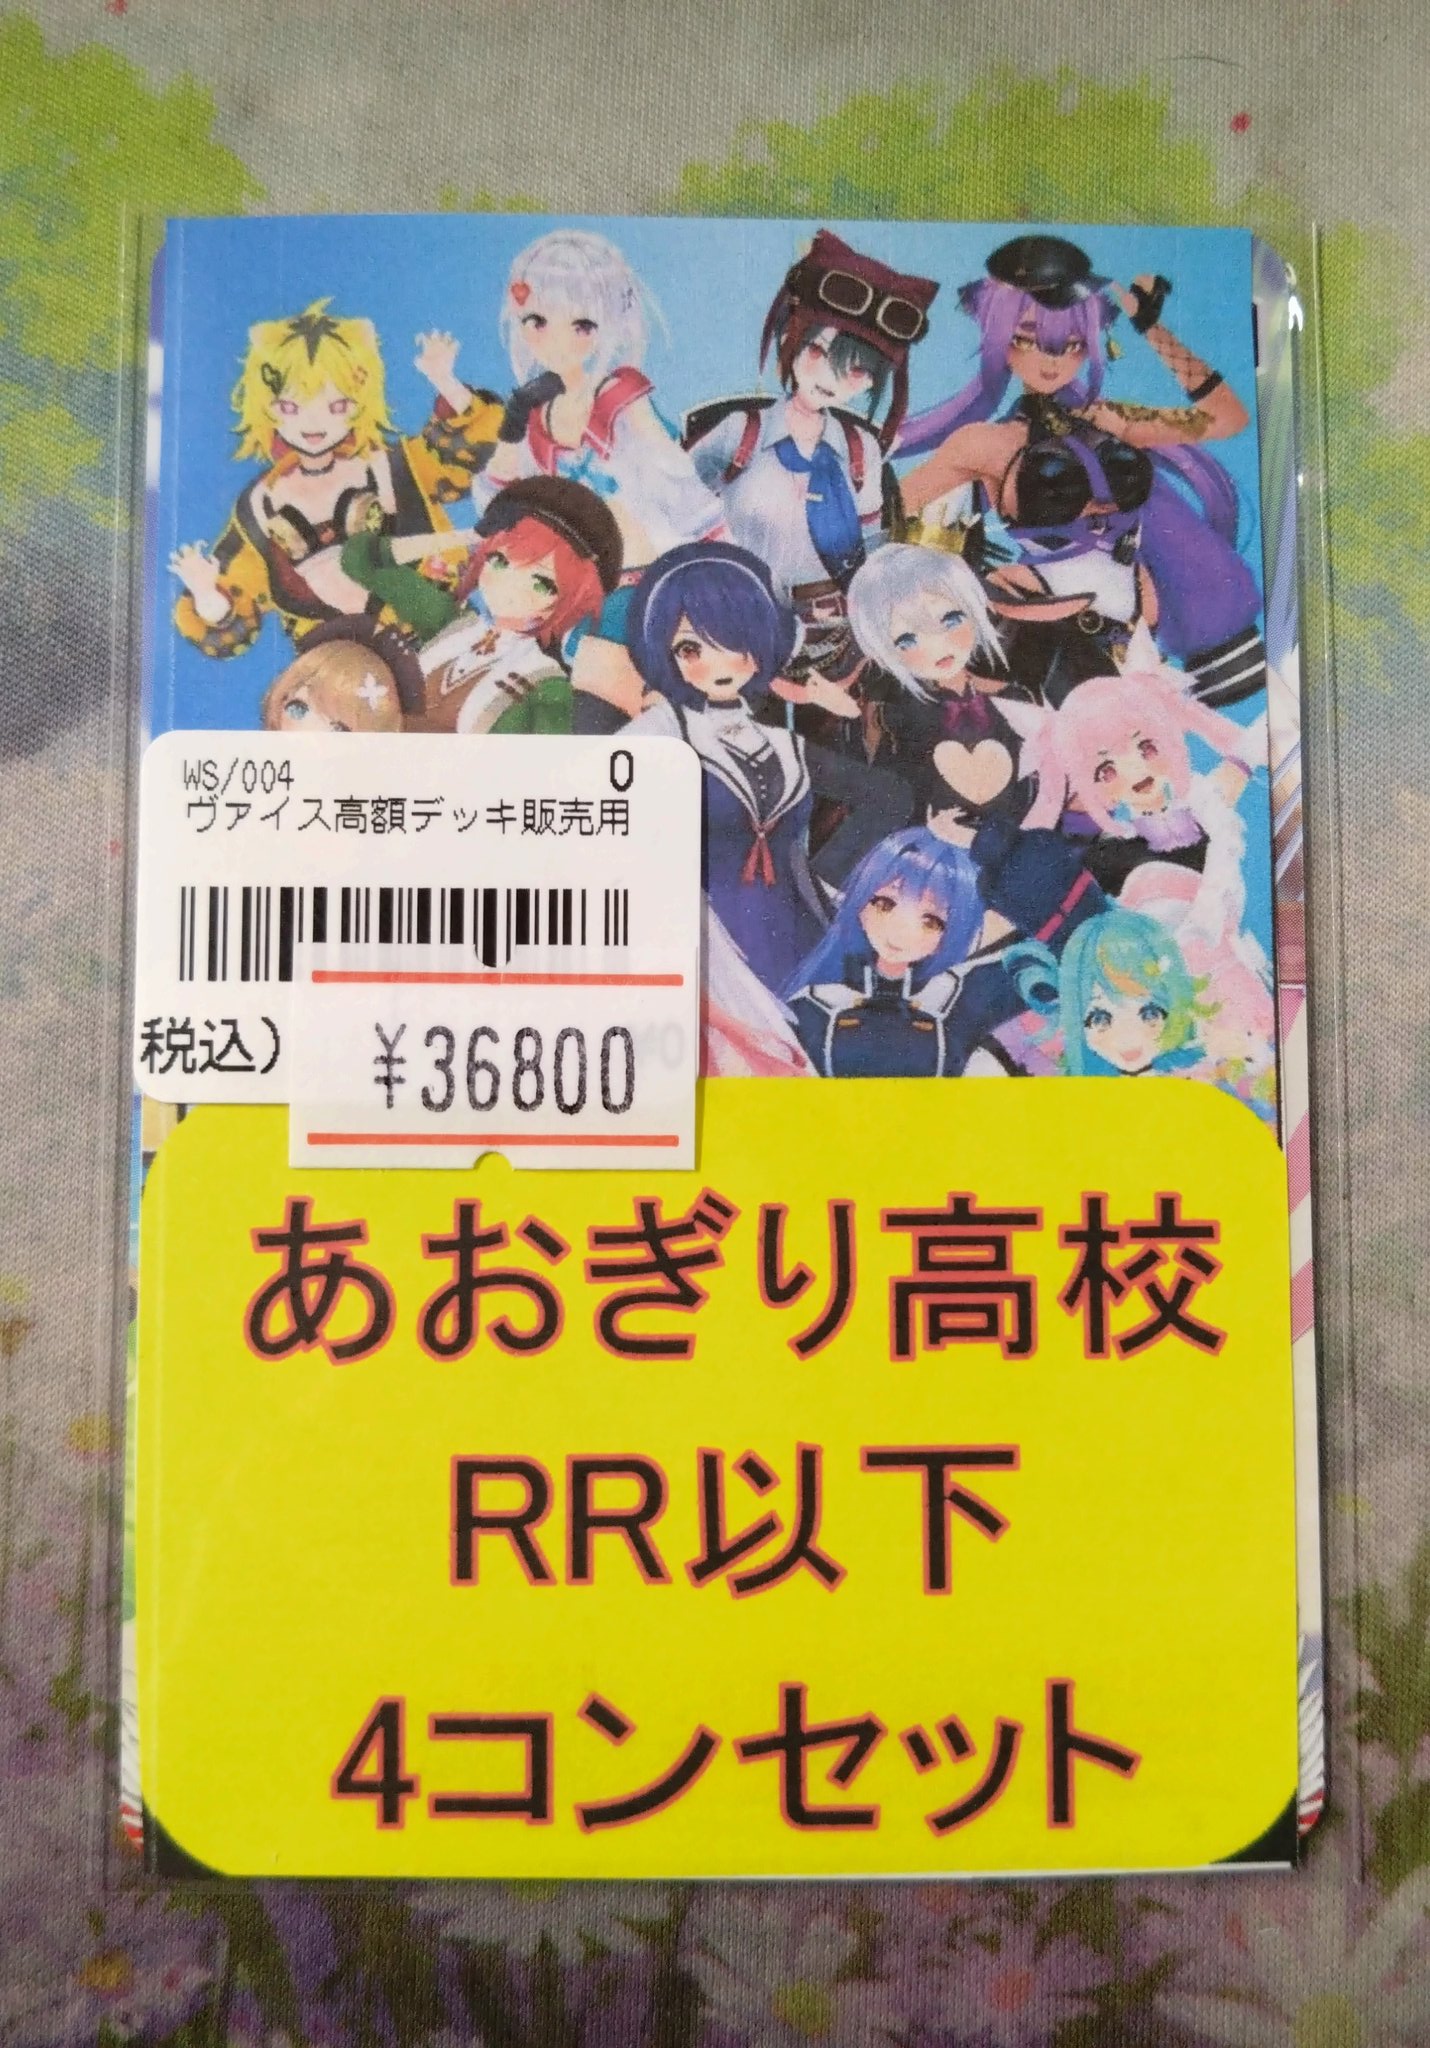 WS/004 0
ヴァイス高額デッキ販売用
税込)
¥36800
あおぎり高校
RR以下
4コンセット